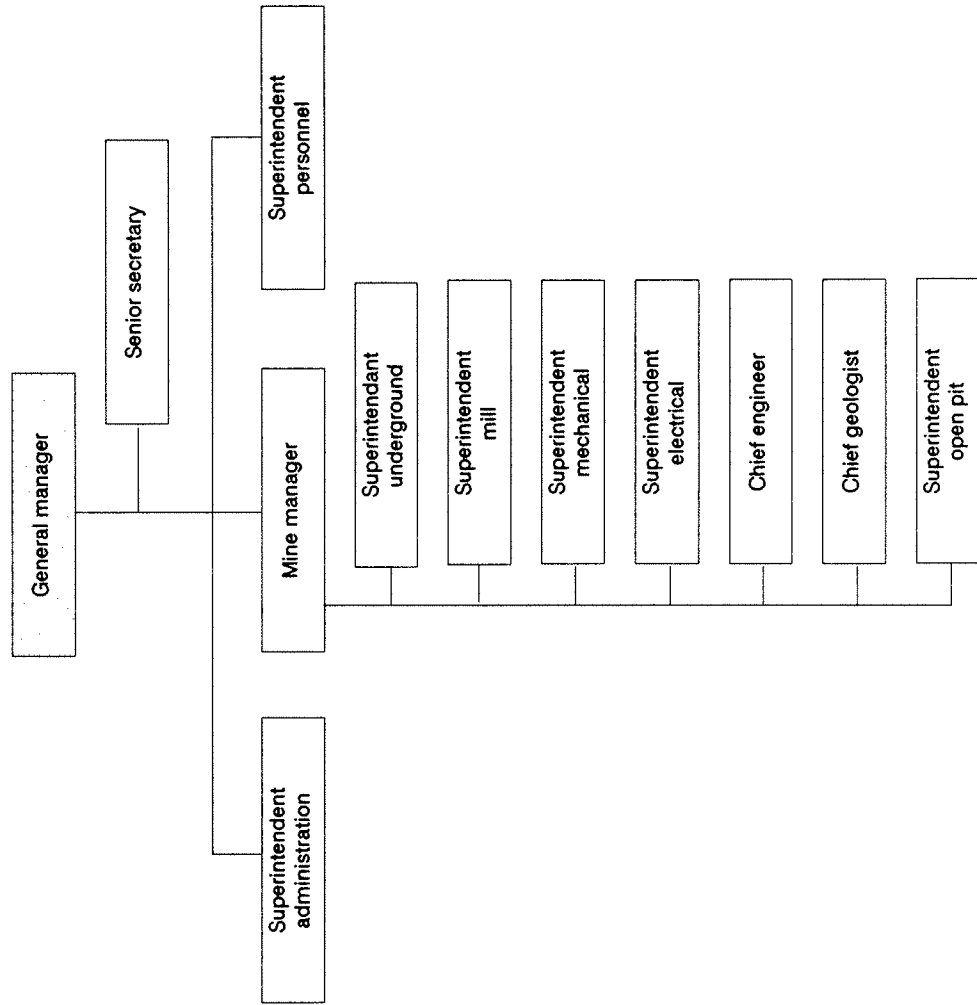 General manager
Senior secretary
Superintendent
administration
Mine manager
Superintendent
personnel
Superintendant
underground
Superintendent
mill
Superintendent
mechanical
Superintendent
electrical
Chief engineer
Chief geologist
Superintendent
open pit